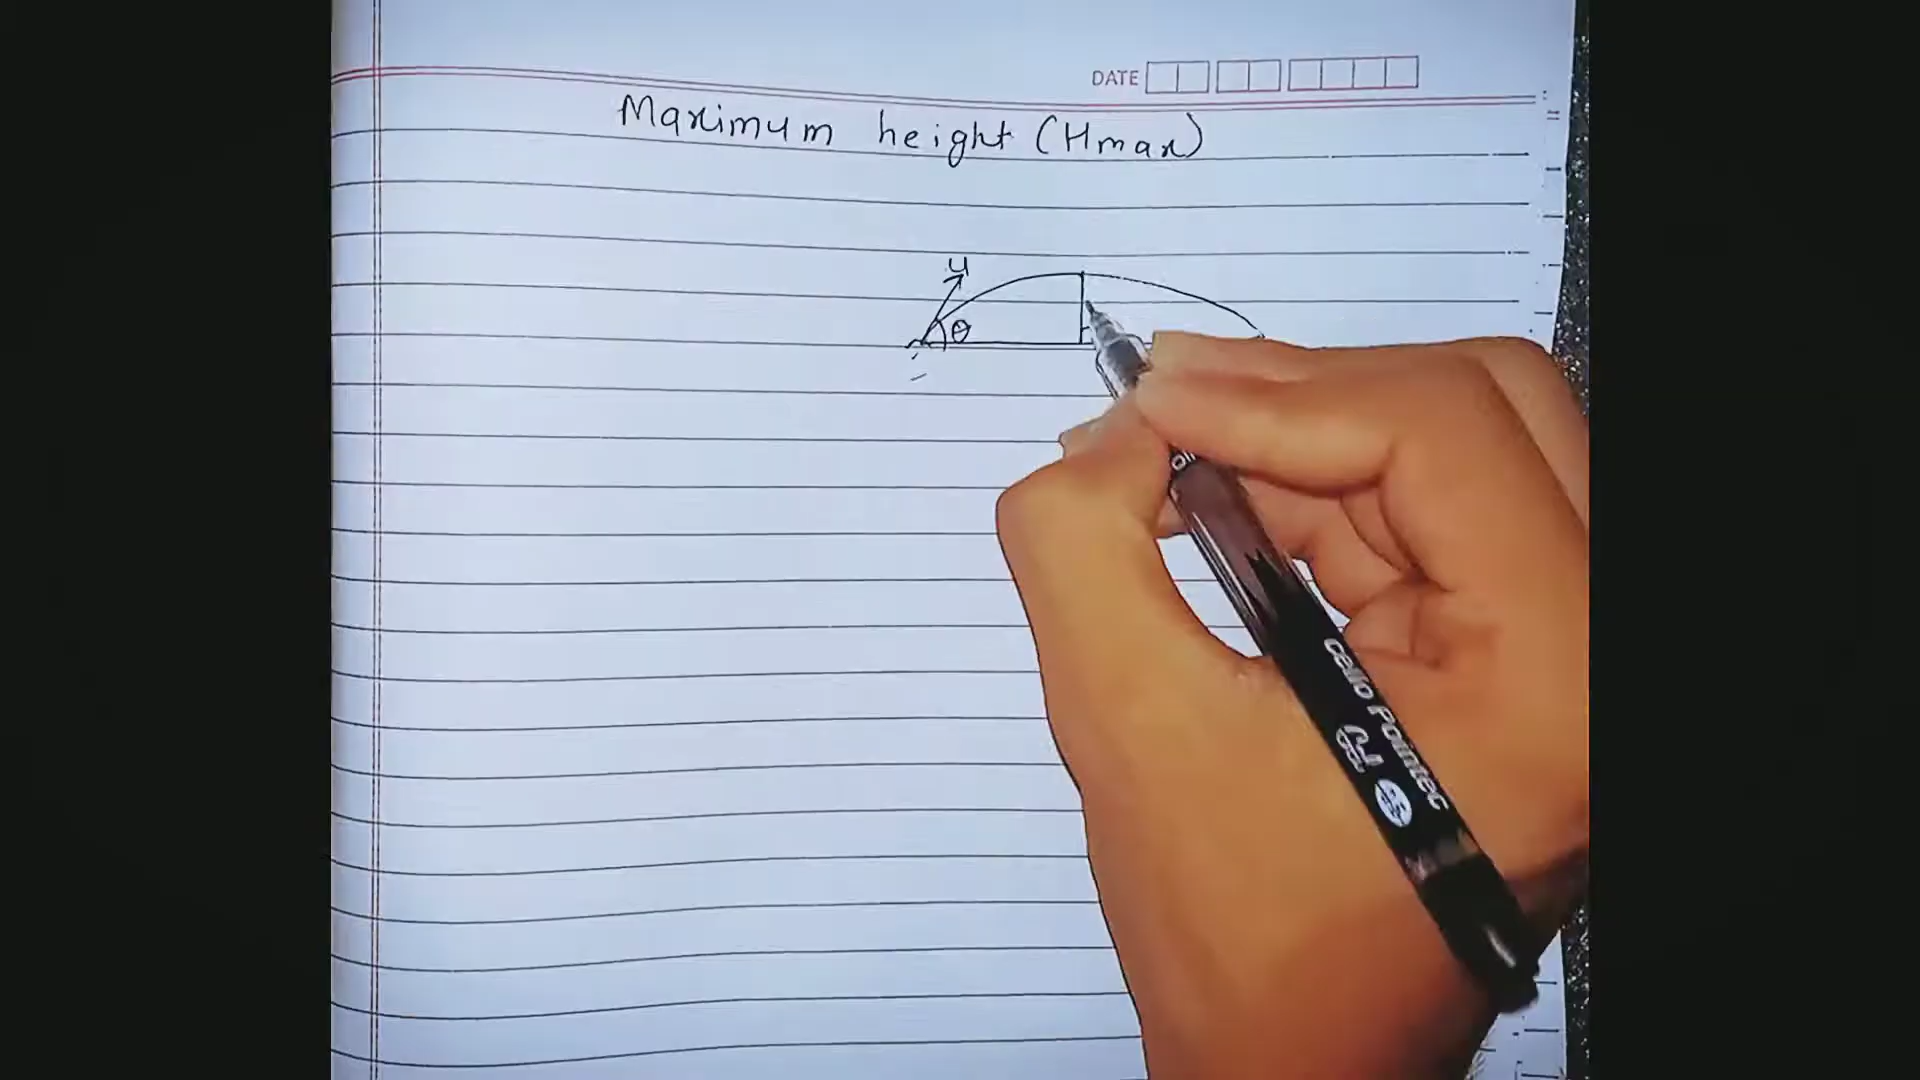 DATE
Maximum height (Hmax)
u
θ
cello Pointec